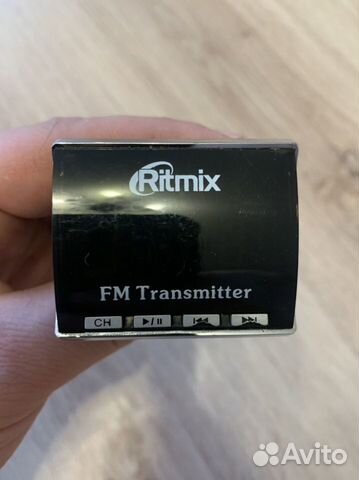 Ritmix
FM Transmitter
CH
Avito